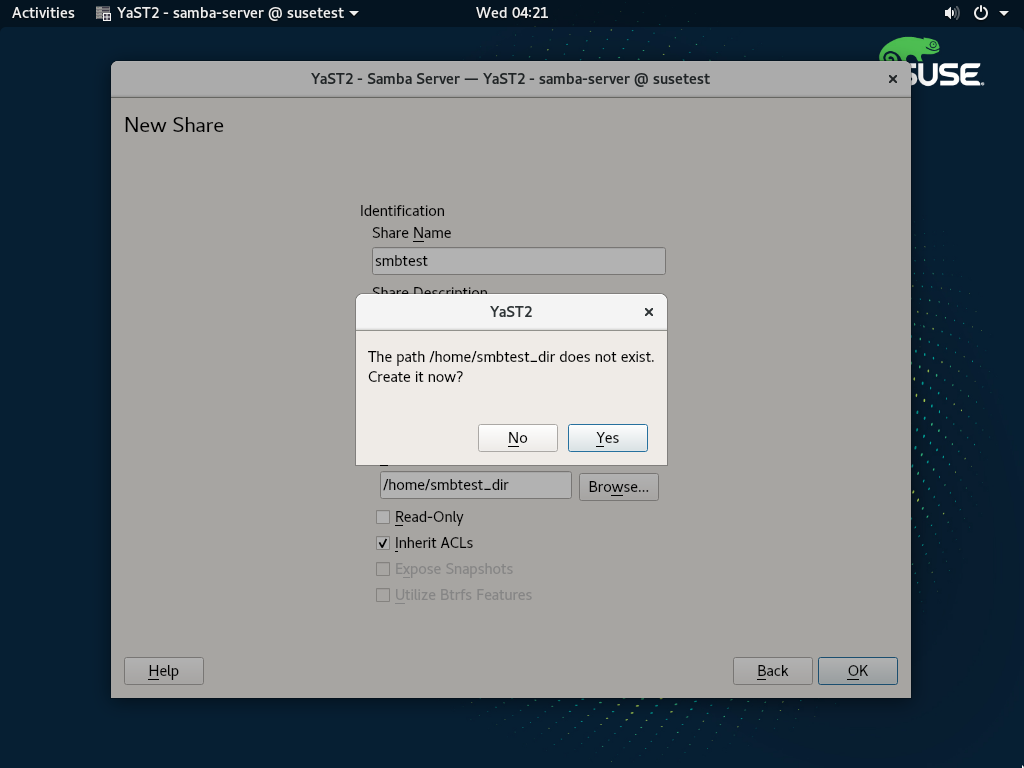 Activities YaST2 - samba-server @ susetest Wed 04:21
SUSE
YaST2 - Samba Server — YaST2 - samba-server @ susetest
New Share
Identification
Share Name
smbtest
Share Description
YaST2
The path /home/smbtest_dir does not exist.
Create it now?
No Yes
/home/smbtest_dir Browse...
Read-Only
Inherit ACLs
Expose Snapshots
Utilize Btrfs Features
Help Back OK